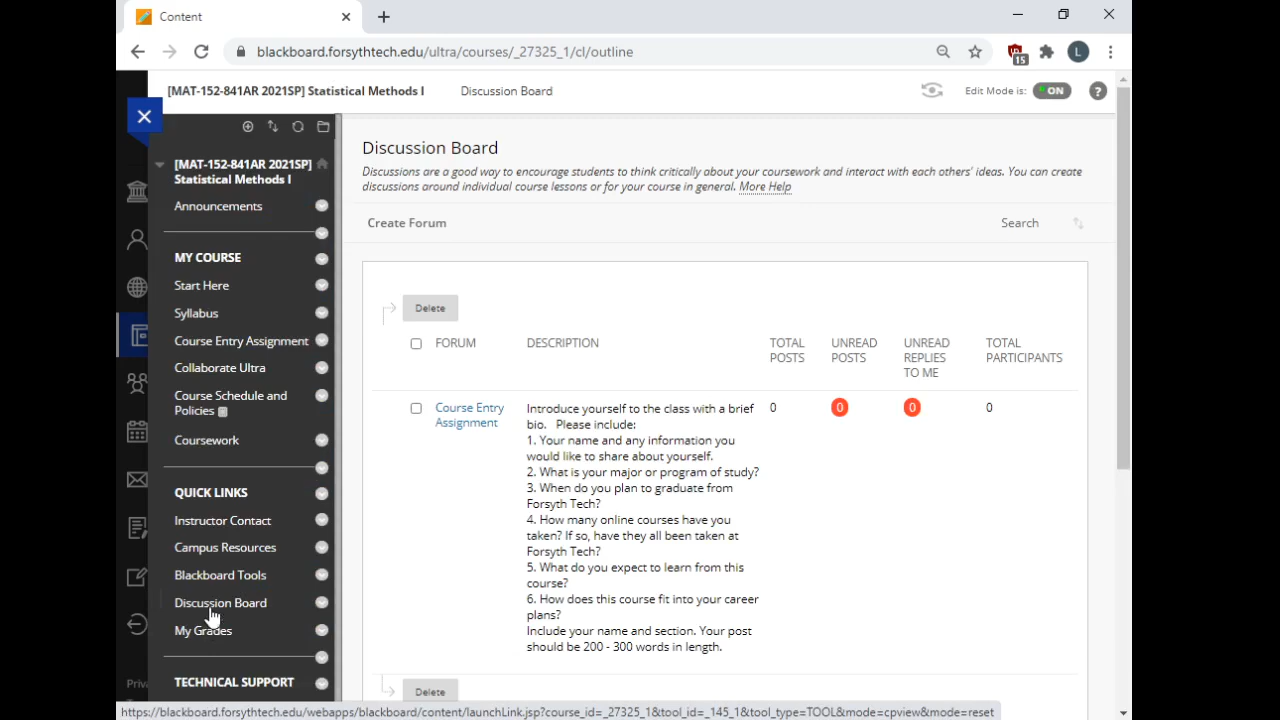 Content
blackboard.forsythtech.edu/ultra/courses/_27325_1/cl/outline
15
L
[MAT-152-841AR 2021SP] Statistical Methods I
Discussion Board
Edit Mode is:
ON
?
[MAT-152-841AR 2021SP]
Statistical Methods I
Announcements
MY COURSE
Start Here
Syllabus
Course Entry Assignment
Collaborate Ultra
Course Schedule and
Policies
Coursework
QUICK LINKS
Instructor Contact
Campus Resources
Blackboard Tools
Discussion Board
My Grades
TECHNICAL SUPPORT
Priv
Discussion Board
Discussions are a good way to encourage students to think critically about your coursework and interact with each others' ideas. You can
create discussions around individual course lessons or for your course in general. More Help
Create Forum
Search
Delete
FORUM
DESCRIPTION
TOTAL
POSTS
UNREAD
POSTS
UNREAD
REPLIES
TO ME
TOTAL
PARTICIPANTS
Course Entry
Assignment
Introduce yourself to the class with a brief
bio. Please include:
1. Your name and any information you
would like to share about yourself.
2. What is your major or program of study?
3. When do you plan to graduate from
Forsyth Tech?
4. How many online courses have you
taken? If so, have they all been taken at
Forsyth Tech?
5. What do you expect to learn from this
course?
6. How does this course fit into your career
plans?
Include your name and section. Your post
should be 200 - 300 words in length.
0
0
0
0
Delete
https://blackboard.forsythtech.edu/webapps/blackboard/content/launchLink.jsp?course_id=_27325_1&tool_id=_145_1&tool_type=TOOL&mode=cpview&mode=reset